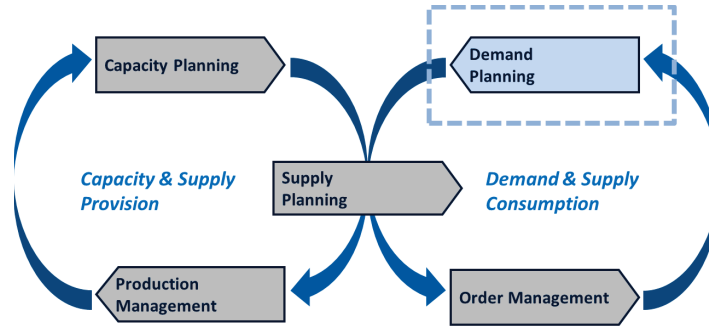 Capacity Planning
Demand
Planning
Capacity & Supply
Provision
Supply
Planning
Demand & Supply
Consumption
Production
Management
Order Management